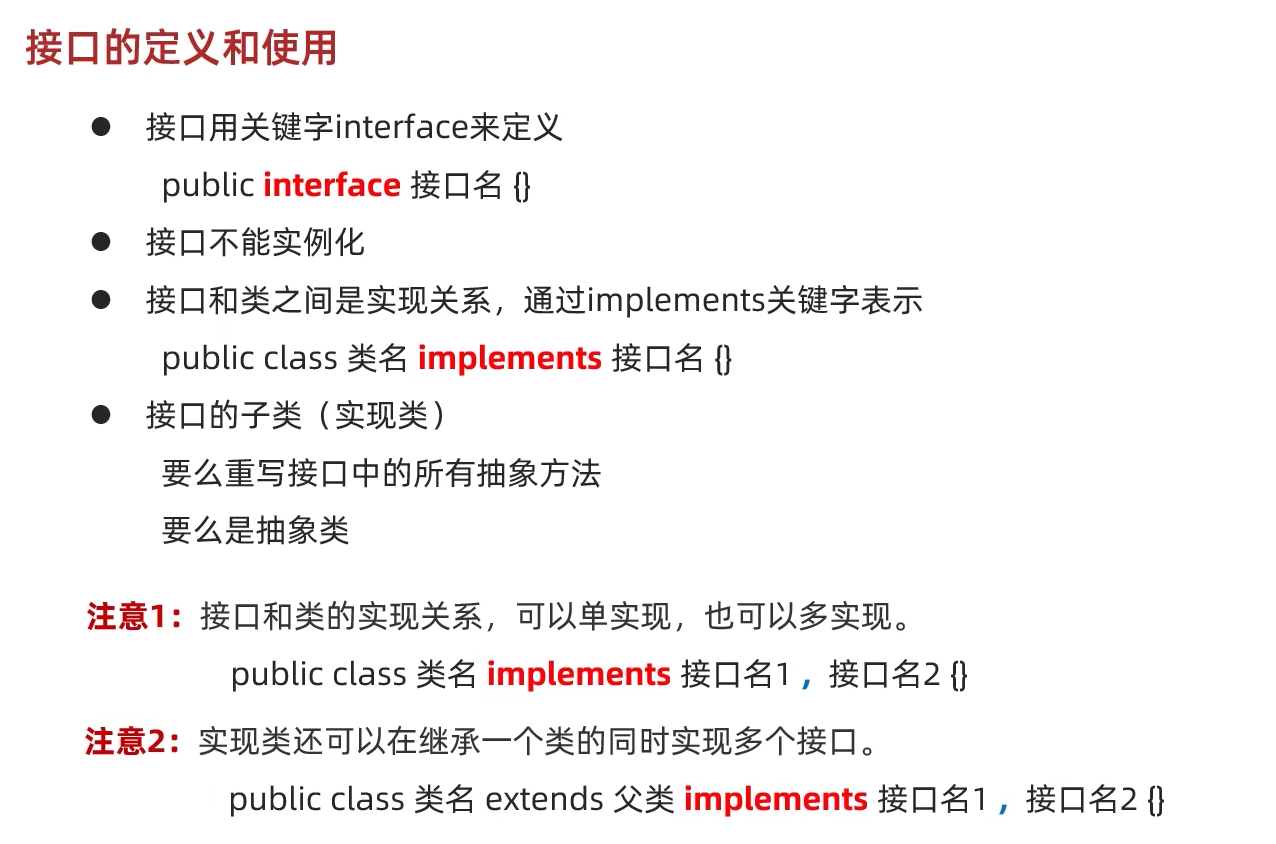 接口的定义和使用
● 接口用关键字interface来定义
public interface 接口名 {}
● 接口不能实例化
● 接口和类之间是实现关系，通过implements关键字表示
public class 类名 implements 接口名 {}
● 接口的子类（实现类）
要么重写接口中的所有抽象方法
要么是抽象类
注意1：接口和类的实现关系，可以单实现，也可以多实现。
public class 类名 implements 接口名1 ，接口名2 {}
注意2：实现类还可以在继承一个类的同时实现多个接口。
public class 类名 extends 父类 implements 接口名1 ，接口名2 {}